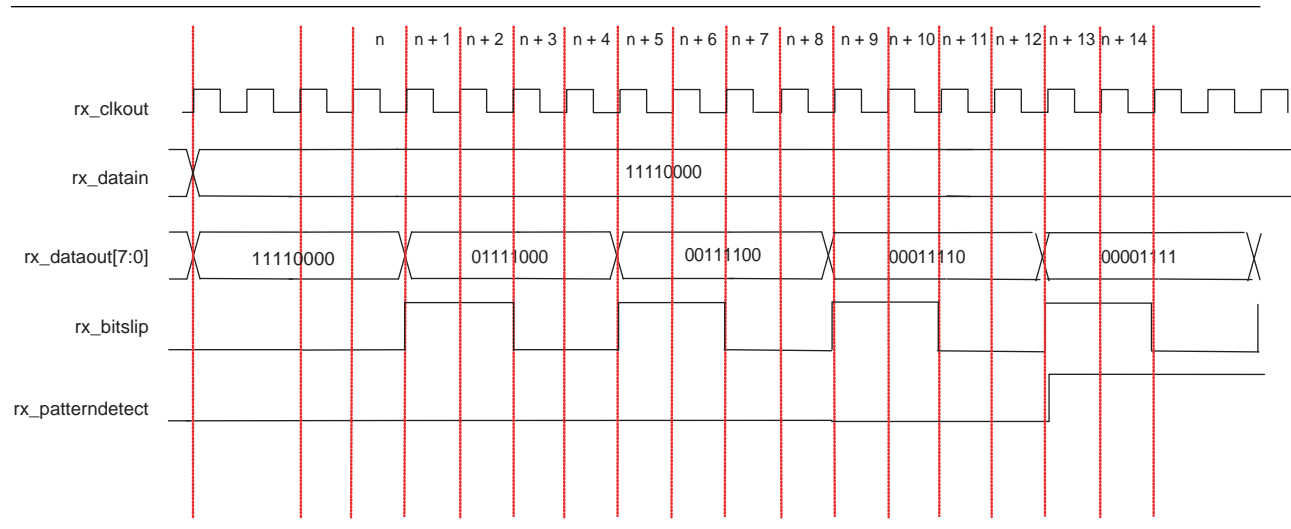 n n + 1 n + 2 n + 3 n + 4 n + 5 n + 6 n + 7 n + 8 n + 9 n + 10 n + 11 n + 12 n + 13 n + 14
rx_clkout
rx_datain 11110000
rx_dataout[7:0] 11110000 01111000 00111100 00011110 00001111
rx_bitslip
rx_patterndetect